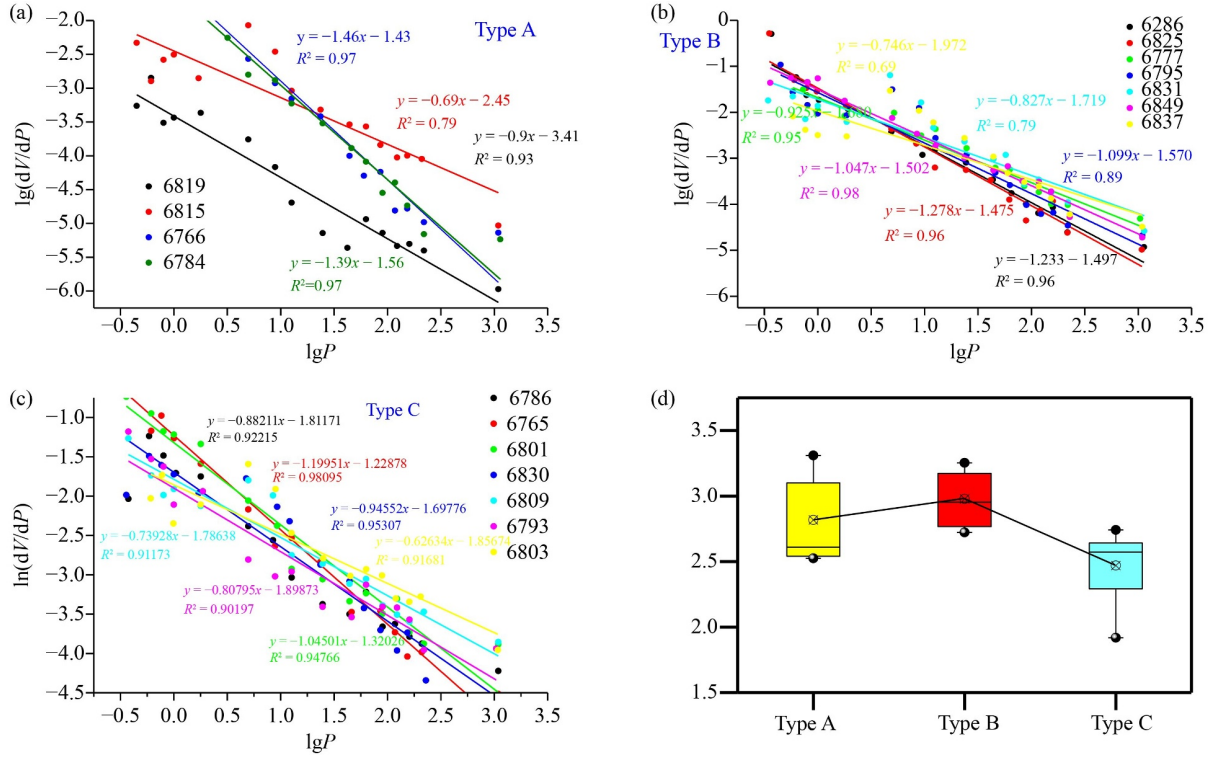 (a)
−2.0
−2.5
−3.0
−3.5
−4.0
−4.5
−5.0
−5.5
−6.0
lg(dV/dP)
Type A
y = −1.46x − 1.43
R² = 0.97
y = −0.69x − 2.45
R² = 0.79
y = −0.9x − 3.41
R² = 0.93
6819
6815
6766
6784
y = −1.39x − 1.56
R²=0.97
−0.5 0.0 0.5 1.0 1.5 2.0 2.5 3.0 3.5
lgP
(b)
0
−1
−2
−3
−4
−5
−6
lg(dV/dP)
Type B
y = −0.746x − 1.972
R² = 0.69
6286
6825
6777
6795
6831
6849
6837
R² = 0.95
y = −0.827x − 1.719
R² = 0.79
y = −1.047x − 1.502
R² = 0.98
y = −1.099x − 1.570
R² = 0.89
y = −1.278x − 1.475
R² = 0.96
y = −1.233 − 1.497
R² = 0.96
−0.5 0.0 0.5 1.0 1.5 2.0 2.5 3.0 3.5
lgP
(c)
−1.0
−1.5
−2.0
−2.5
−3.0
−3.5
−4.0
−4.5
ln(dV/dP)
Type C
6786
6765
6801
6830
6809
6793
6803
y = −0.88211x − 1.81171
R² = 0.92215
y = −1.19951x − 1.22878
R² = 0.98095
y = −0.94552x − 1.69776
R² = 0.95307
y = −0.73928x − 1.78638
R² = 0.91173
y = −0.62634x − 1.85674
R² = 0.91681
y = −0.80795x − 1.89873
R² = 0.90197
y = −1.04501x − 1.32026
R² = 0.94766
−0.5 0.0 0.5 1.0 1.5 2.0 2.5 3.0 3.5
lgP
(d)
3.5
3.0
2.5
2.0
1.5
Type A Type B Type C